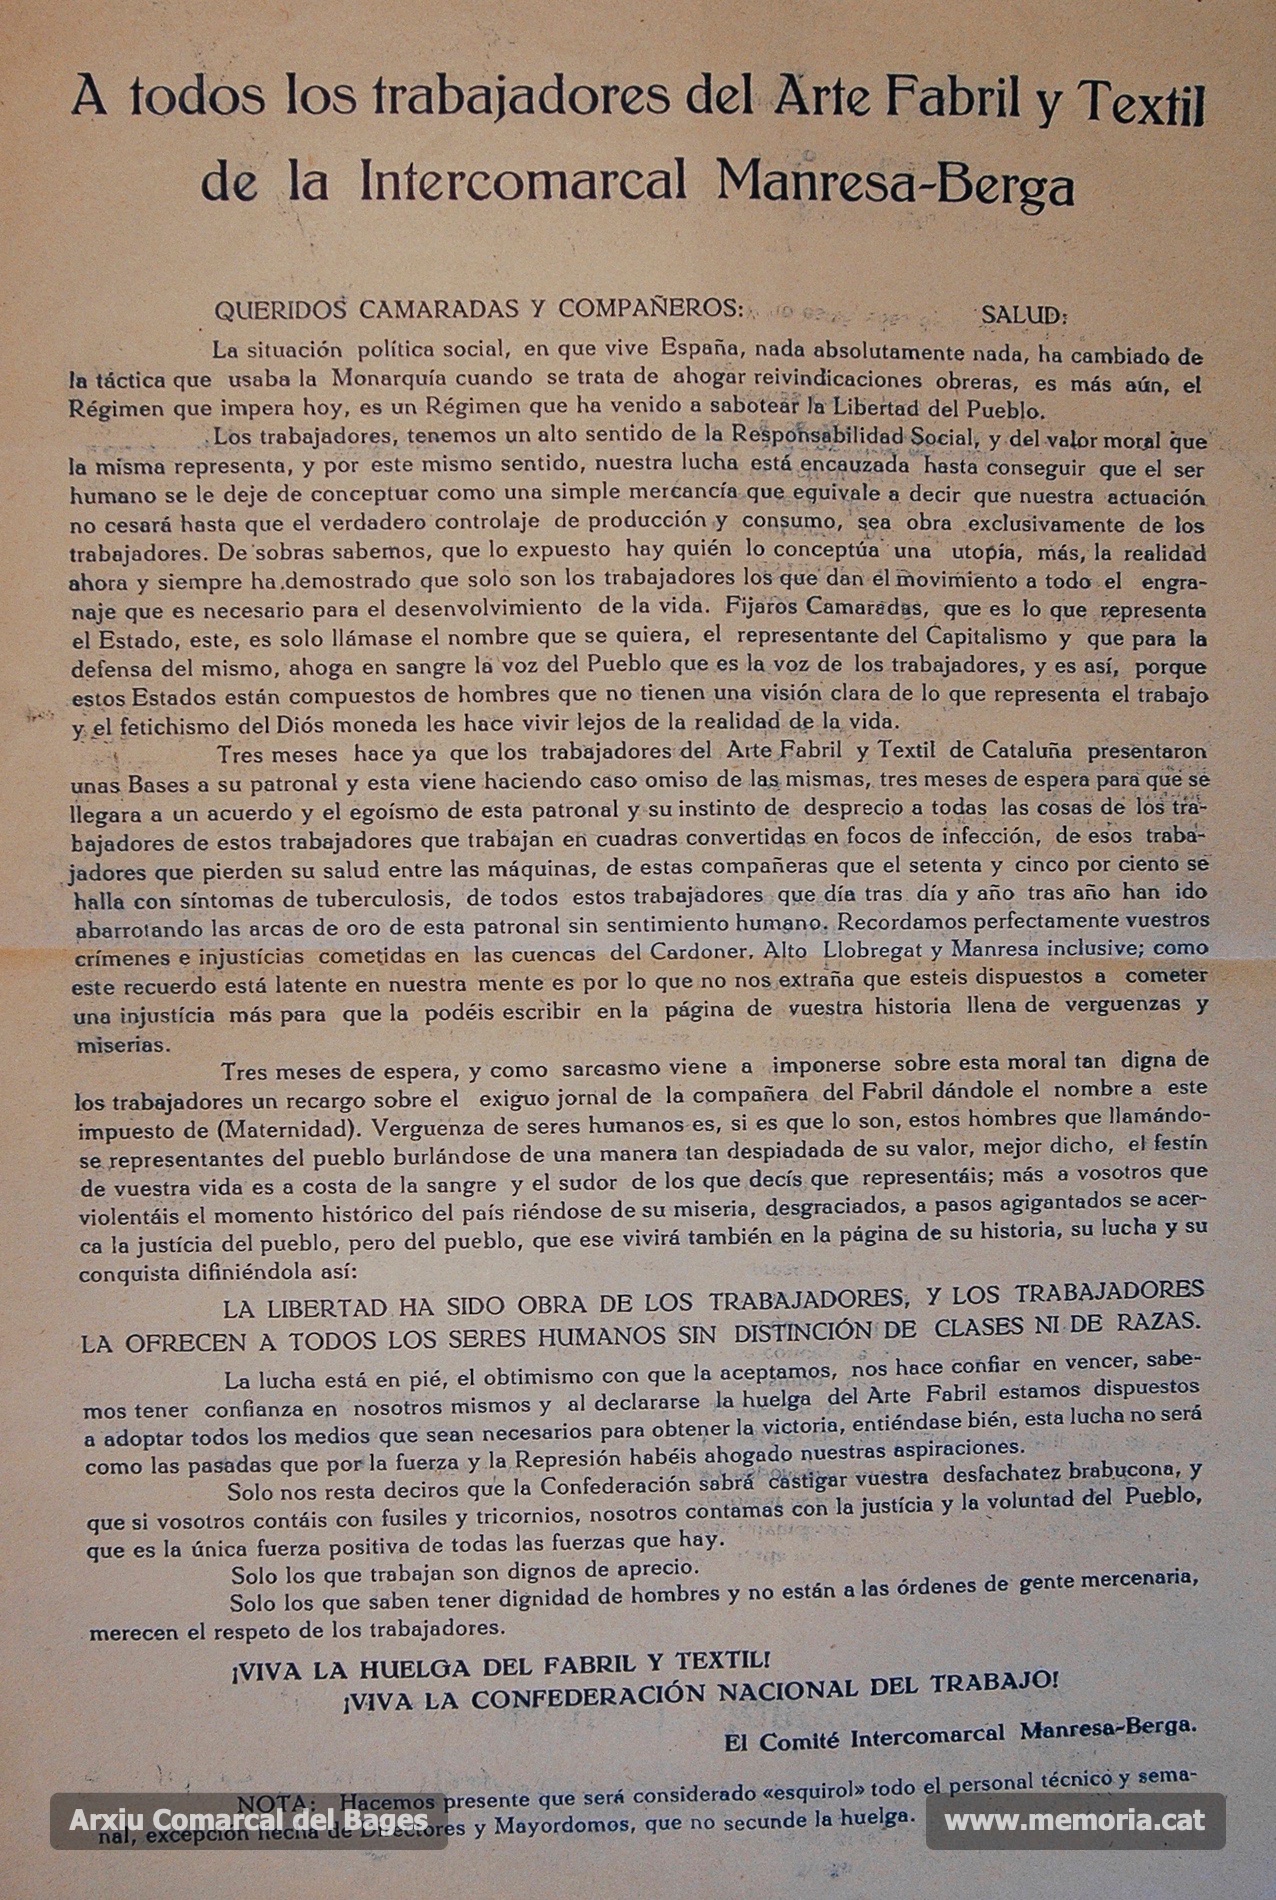 A todos los trabajadores del Arte Fabril y Textil
de la Intercomarcal Manresa-Berga
QUERIDOS CAMARADAS Y COMPAÑEROS: SALUD:
La situación política social, en que vive España, nada absolutamente nada, ha cambiado de
la táctica que usaba la Monarquía cuando se trata de ahogar reivindicaciones obreras, es más aún, el
Régimen que impera hoy, es un Régimen que ha venido a sabotear la Libertad del Pueblo.
Los trabajadores, tenemos un alto sentido de la Responsabilidad Social, y del valor moral que
la misma representa, y por este mismo sentido, nuestra lucha está encauzada hasta conseguir que el ser
humano se le deje de conceptuar como una simple mercancía que equivale a decir que nuestra actuación
no cesará hasta que el verdadero controlaje de producción y consumo, sea obra exclusivamente de los
trabajadores. De sobras sabemos, que lo expuesto hay quién lo conceptúa una utopía, más, la realidad
ahora y siempre ha demostrado que solo son los trabajadores los que dan el movimiento a todo el engra-
naje que es necesario para el desenvolvimiento de la vida. Fijaros Camaradas, que es lo que representa
el Estado, este, es solo llámase el nombre que se quiera, el representante del Capitalismo y que para la
defensa del mismo, ahoga en sangre la voz del Pueblo que es la voz de los trabajadores, y es así, porque
estos Estados están compuestos de hombres que no tienen una visión clara de lo que representa el trabajo
y el fetichismo del Diós moneda les hace vivir lejos de la realidad de la vida.
Tres meses hace ya que los trabajadores del Arte Fabril y Textil de Cataluña presentaron
unas Bases a su patronal y esta viene haciendo caso omiso de las mismas, tres meses de espera para que se
llegara a un acuerdo y el egoísmo de esta patronal y su instinto de desprecio a todas las cosas de los tra-
bajadores de estos trabajadores que trabajan en cuadras convertidas en focos de infección, de esos traba-
jadores que pierden su salud entre las máquinas, de estas compañeras que el setenta y cinco por ciento se
halla con síntomas de tuberculosis, de todos estos trabajadores que día tras día y año tras año han ido
abarrotando las arcas de oro de esta patronal sin sentimiento humano. Recordamos perfectamente vuestros
crímenes e injustícias cometidas en las cuencas del Cardoner, Alto Llobregat y Manresa inclusive; como
este recuerdo está latente en nuestra mente es por lo que no nos extraña que esteis dispuestos a cometer
una injustícia más para que la podéis escribir en la página de vuestra historia llena de verguenzas y
miserias.
Tres meses de espera, y como sarcasmo viene a imponerse sobre esta moral tan digna de
los trabajadores un recargo sobre el exiguo jornal de la compañera del Fabril dándole el nombre a este
impuesto de (Maternidad). Verguenza de seres humanos es, si es que lo son, estos hombres que llamándo-
se representantes del pueblo burlándose de una manera tan despiadada de su valor, mejor dicho, el festín
de vuestra vida es a costa de la sangre y el sudor de los que decís que representáis; más a vosotros que
violentáis el momento histórico del país riéndose de su miseria, desgraciados, a pasos agigantados se acer-
ca la justícia del pueblo, pero del pueblo, que ese vivirá también en la página de su historia, su lucha y su
conquista difiniéndola así:
LA LIBERTAD HA SIDO OBRA DE LOS TRABAJADORES, Y LOS TRABAJADORES
LA OFRECEN A TODOS LOS SERES HUMANOS SIN DISTINCIÓN DE CLASES NI DE RAZAS.
La lucha está en pié, el obtimismo con que la aceptamos, nos hace confiar en vencer, sabe-
mos tener confianza en nosotros mismos y al declararse la huelga del Arte Fabril estamos dispuestos
a adoptar todos los medios que sean necesarios para obtener la victoria, entiéndase bién, esta lucha no será
como las pasadas que por la fuerza y la Represión habéis ahogado nuestras aspiraciones.
Solo nos resta deciros que la Confederación sabrá castigar vuestra desfachatez brabucona, y
que si vosotros contáis con fusiles y tricornios, nosotros contamas con la justícia y la voluntad del Pueblo,
que es la única fuerza positiva de todas las fuerzas que hay.
Solo los que trabajan son dignos de aprecio.
Solo los que saben tener dignidad de hombres y no están a las órdenes de gente mercenaria,
merecen el respeto de los trabajadores.
¡VIVA LA HUELGA DEL FABRIL Y TEXTIL!
¡VIVA LA CONFEDERACIÓN NACIONAL DEL TRABAJO!
El Comité Intercomarcal Manresa-Berga.
NOTA: Hacemos presente que será considerado «esquirol» todo el personal técnico y sema-
nal, excepción hecha de Directores y Mayordomos, que no secunde la huelga.
Arxiu Comarcal del Bages
www.memoria.cat